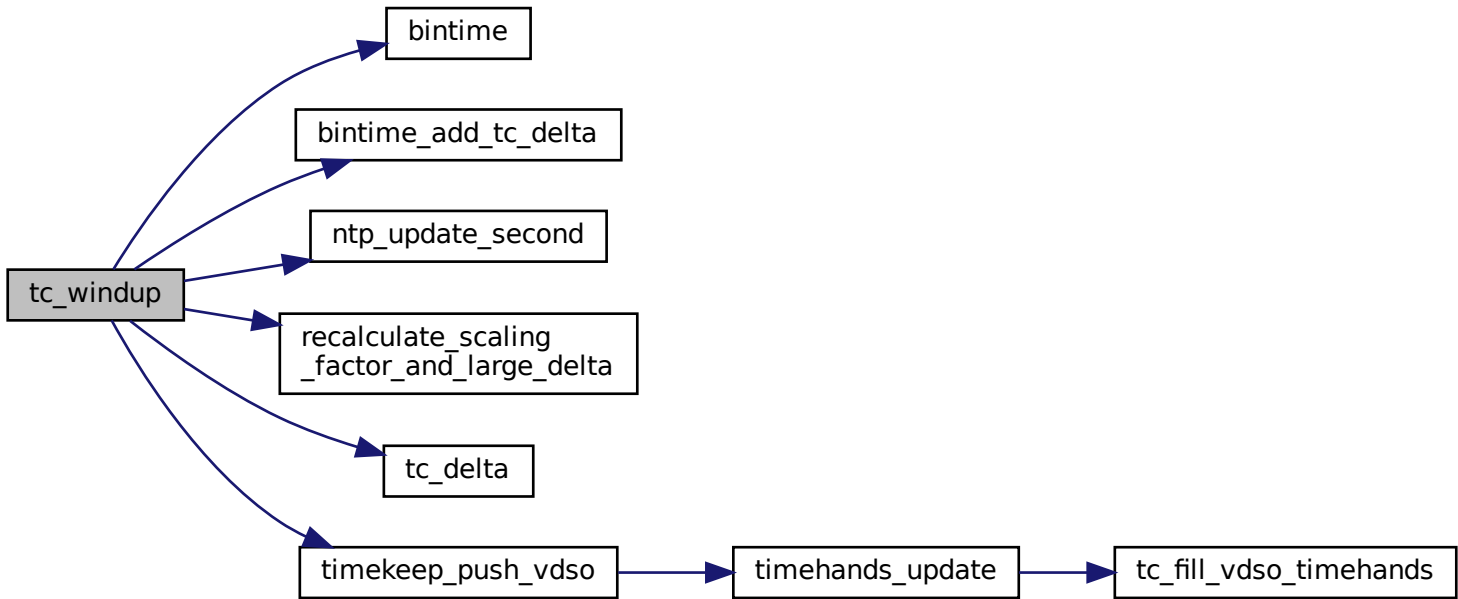 bintime
bintime_add_tc_delta
ntp_update_second
tc_windup
recalculate_scaling
_factor_and_large_delta
tc_delta
timekeep_push_vdso
timehands_update
tc_fill_vdso_timehands